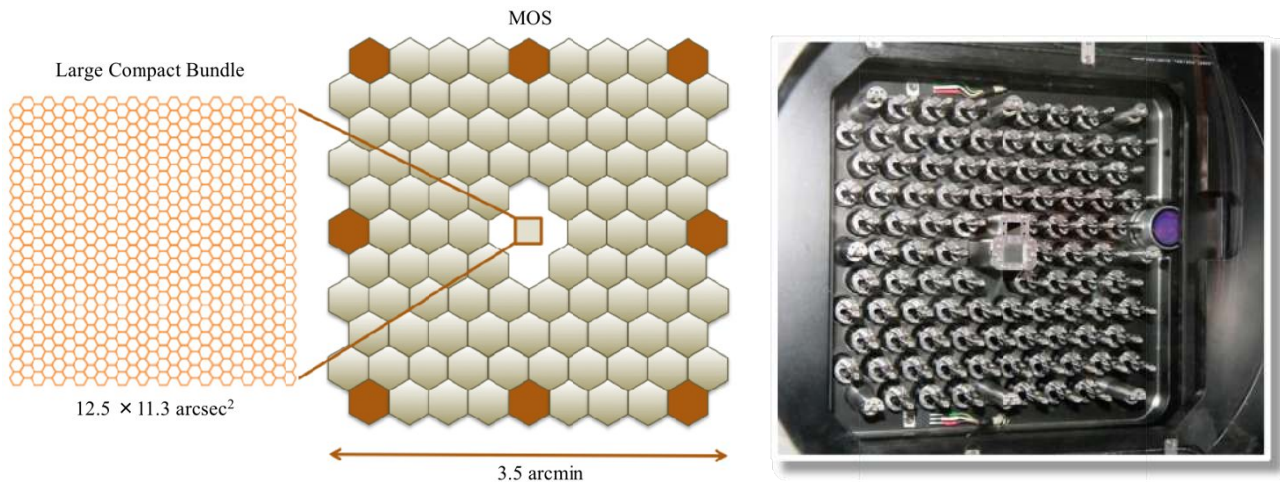 MOS
Large Compact Bundle
12.5 × 11.3 arcsec²
3.5 arcmin